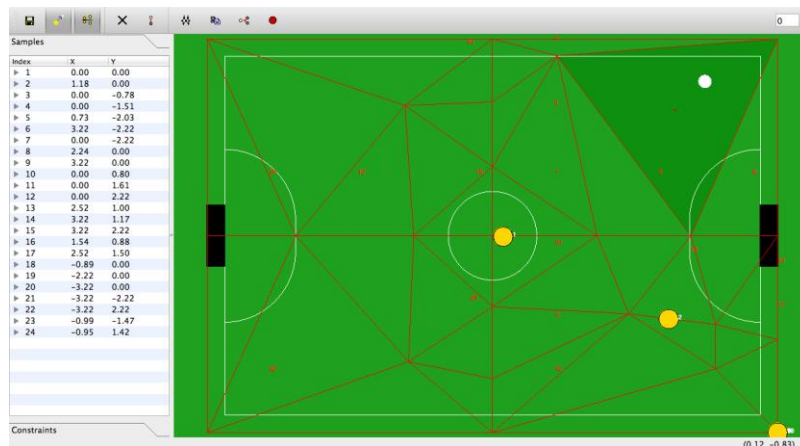 0
Samples
Index X Y
1 0.00 0.00
2 1.18 0.00
3 0.00 -0.78
4 0.00 -1.51
5 0.73 -2.03
6 3.22 -2.22
7 0.00 -2.22
8 2.24 0.00
9 3.22 0.00
10 0.00 0.80
11 0.00 1.61
12 0.00 2.22
13 2.52 1.00
14 3.22 1.17
15 3.22 2.22
16 1.54 0.88
17 2.52 1.50
18 -0.89 0.00
19 -2.22 0.00
20 -3.22 0.00
21 -3.22 -2.22
22 -3.22 2.22
23 -0.99 -1.47
24 -0.95 1.42
Constraints
(0.12, -0.83)